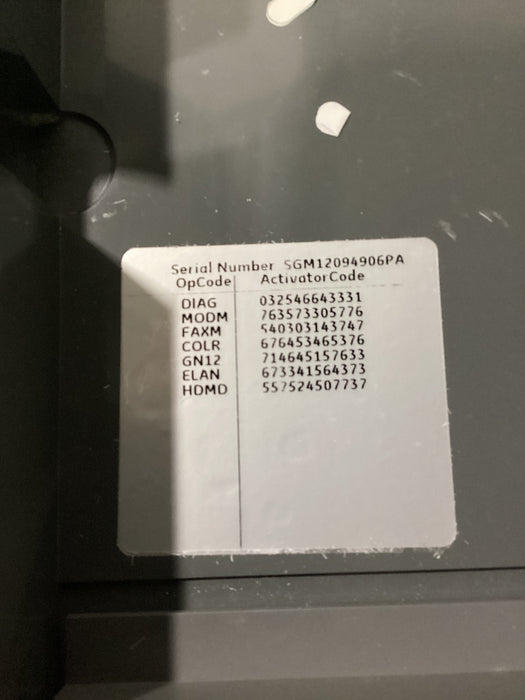 Serial Number SGM12094906PA
OpCode ActivatorCode
DIAG 032546643331
MODM 763573305776
FAXM 540303143747
COLR 676453465376
GN12 714645157633
ELAN 673341564373
HDMD 557524507737